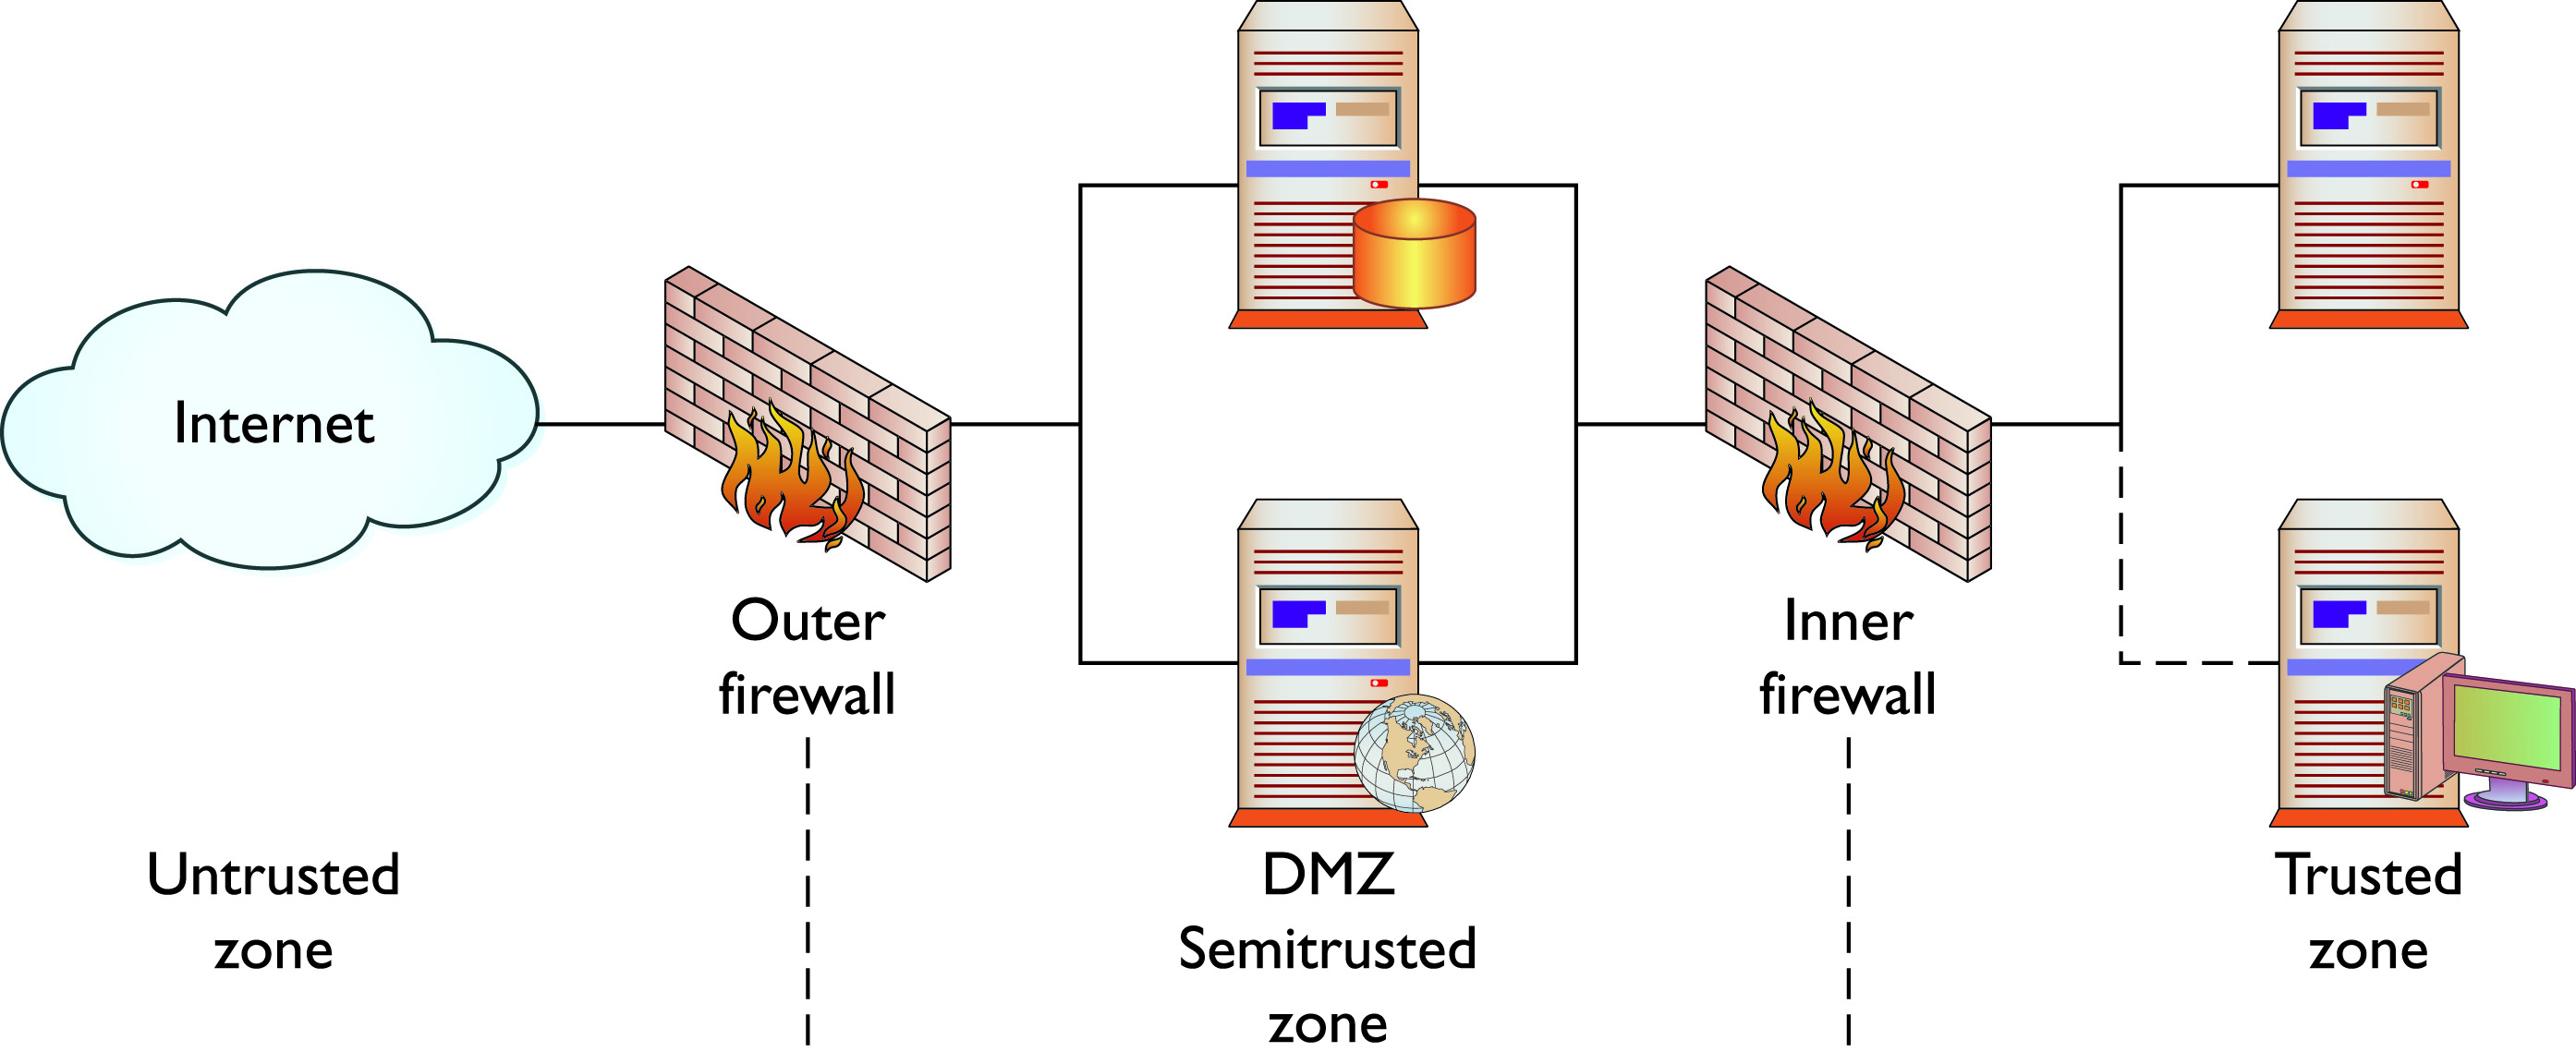 Internet
Outer
firewall
Inner
firewall
Untrusted
zone
DMZ
Semitrusted
zone
Trusted
zone